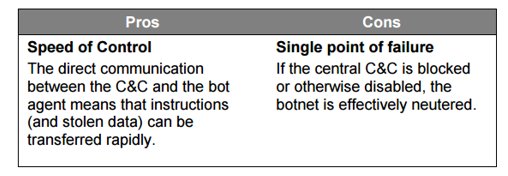 Pros
Cons
Speed of Control
The direct communication
between the C&C and the bot
agent means that instructions
(and stolen data) can be
transferred rapidly.
Single point of failure
If the central C&C is blocked
or otherwise disabled, the
botnet is effectively neutered.